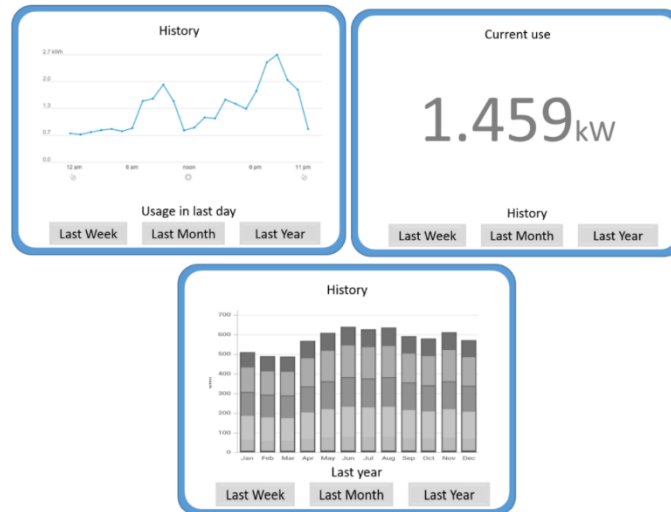 History
2.7 kWh
2.0
1.3
0.7
0.0
12 am 6 am noon 6 pm 11 pm
Usage in last day
Last Week Last Month Last Year
Current use
1.459kW
History
Last Week Last Month Last Year
History
700
600
500
400
300
200
100
0
Jan Feb Mar Apr May Jun Jul Aug Sep Oct Nov Dec
Last year
Last Week Last Month Last Year